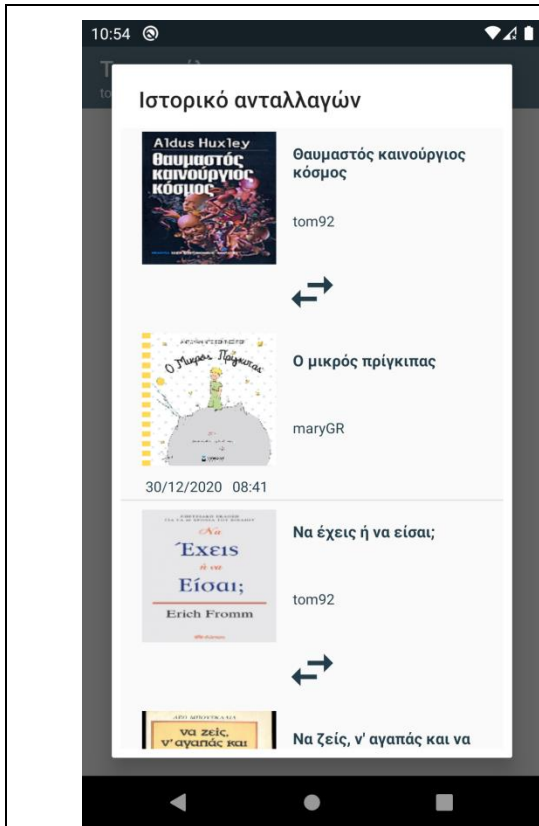 10:54
Ιστορικό ανταλλαγών
Aldus Huxley
θαυμαστός
καινούργιος
κόσμος
Θαυμαστός καινούργιος
κόσμος
tom92
Ο Μικρός Πρίγκιπας
Ο μικρός πρίγκιπας
maryGR
30/12/2020 08:41
Να
Έχεις
ή να
Είσαι;
Erich Fromm
Να έχεις ή να είσαι;
tom92
να ζείς,
ν' αγαπάς και
Να ζείς, ν' αγαπάς και να